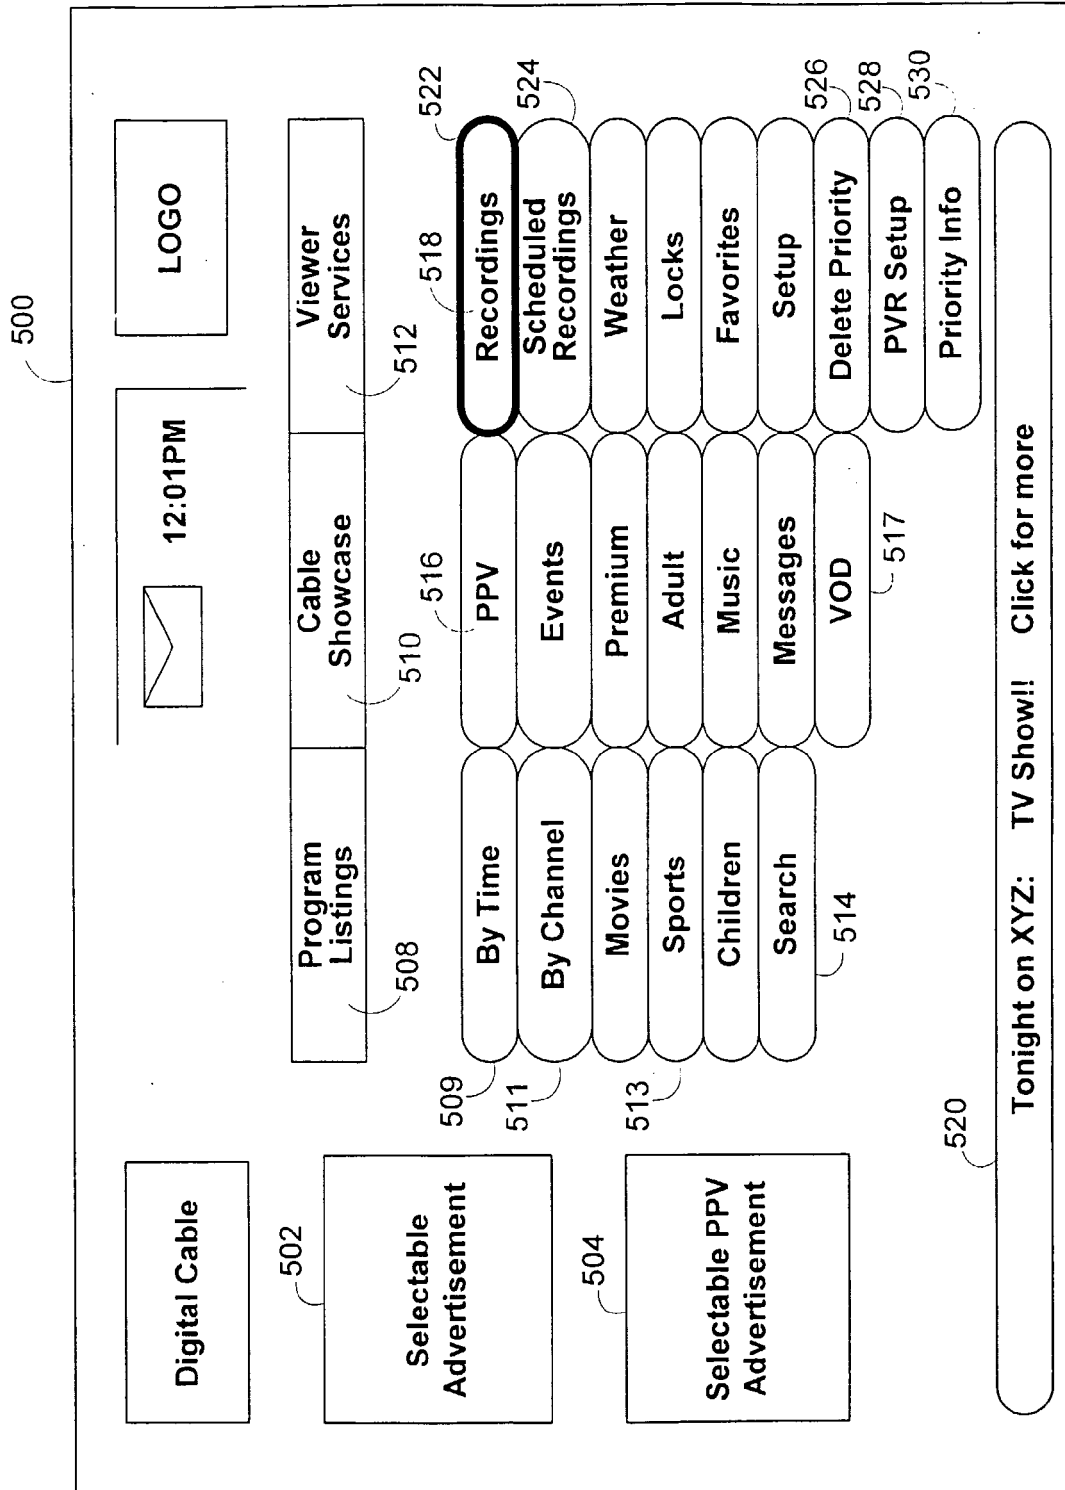 500
Digital Cable
12:01PM
LOGO
502
Selectable
Advertisement
504
Selectable PPV
Advertisement
Program
Listings
508
Cable
Showcase
510
Viewer
Services
512
509
By Time
511
By Channel
Movies
513
Sports
Children
Search
514
516
PPV
Events
Premium
Adult
Music
Messages
VOD
517
518
522
Recordings
524
Scheduled
Recordings
Weather
Locks
Favorites
Setup
526
Delete Priority
528
PVR Setup
530
Priority Info
520
Tonight on XYZ: TV Show!! Click for more